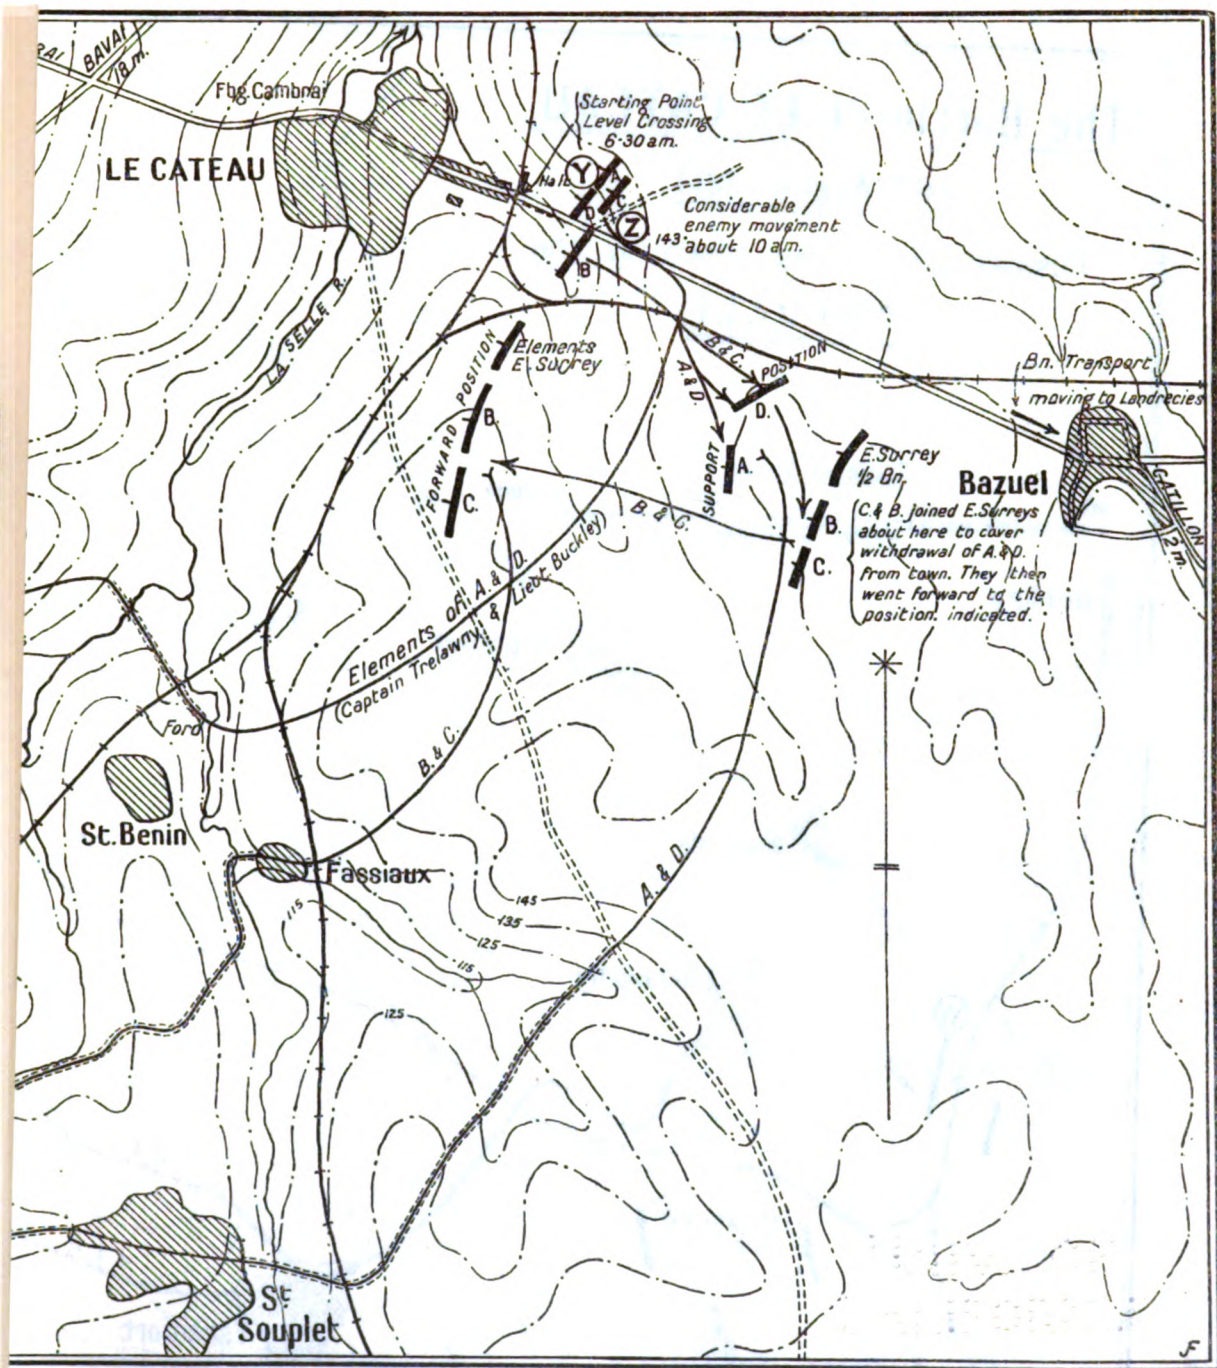 RAI
BAVAI
18 m.
Fbg. Cambrai
LE CATEAU
Starting Point
Level Crossing
6·30 am.
Halt
Y
D
C
Z
143
B
Considerable
enemy movement
about 10 a.m.
LA SELLE R.
FORWARD POSITION
Elements
E. Surrey
B.
C.
B & C.
A & D.
POSITION
D.
SUPPORT
A.
Bn. Transport
moving to Landrecies
E. Surrey
½ Bn.
Bazuel
CATILLON
2 m.
B.
C.
C. & B. joined E. Surreys
about here to cover
withdrawal of A. & D.
from town. They then
went forward to the
position indicated.
B. & C.
Elements of A. & D.
(Captain Trelawny & Lieut. Buckley)
Ford
B. & C.
St. Benin
Fassiaux
A. & D.
115
145
135
125
115
125
St.
Souplet